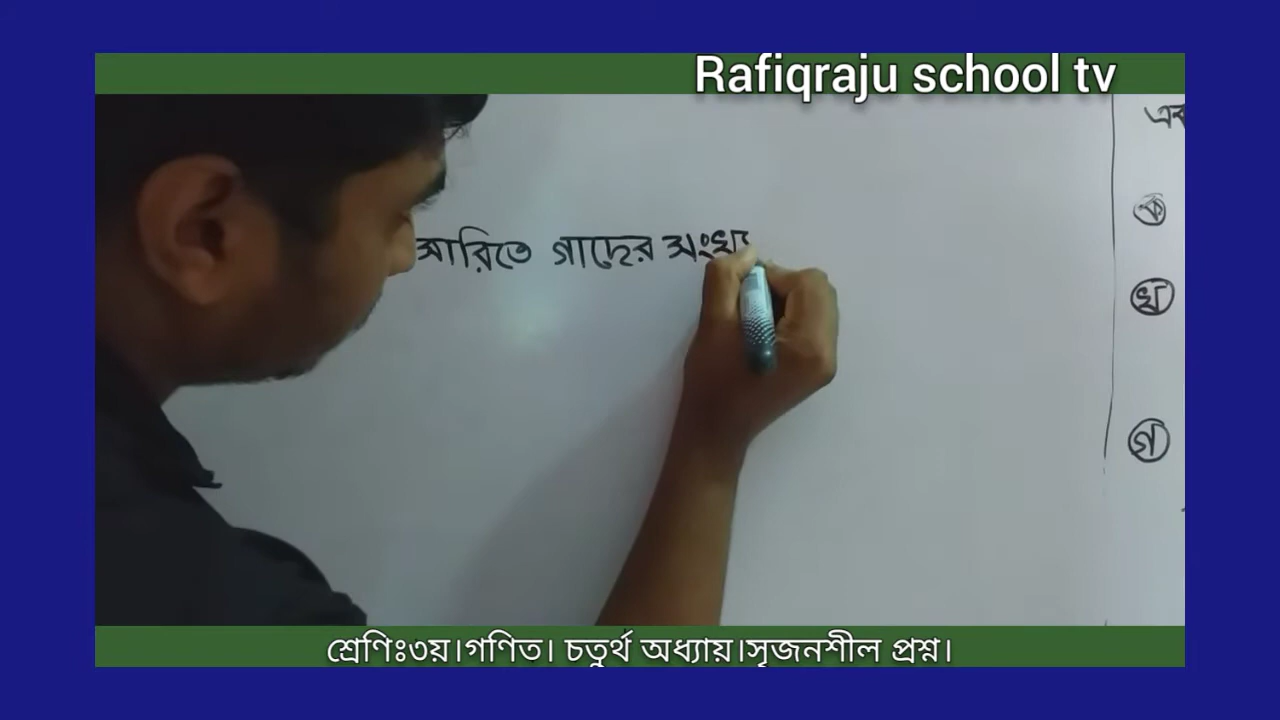 Rafiqraju school tv
সারিতে গাছের সংখ্য
ক
খ
গ
শ্রেণিঃ৩য়।গণিত। চতুর্থ অধ্যায়।সৃজনশীল প্রশ্ন।